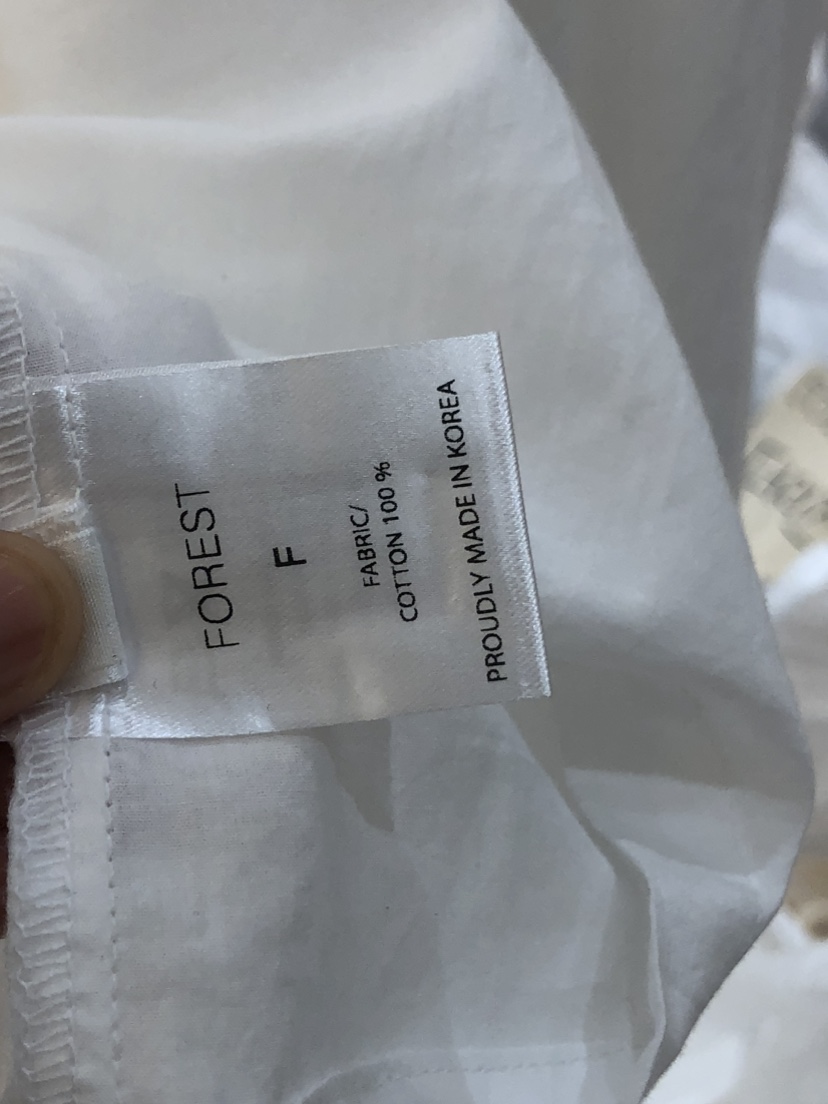 FOREST
F
FABRIC/
COTTON 100 %
PROUDLY MADE IN KOREA